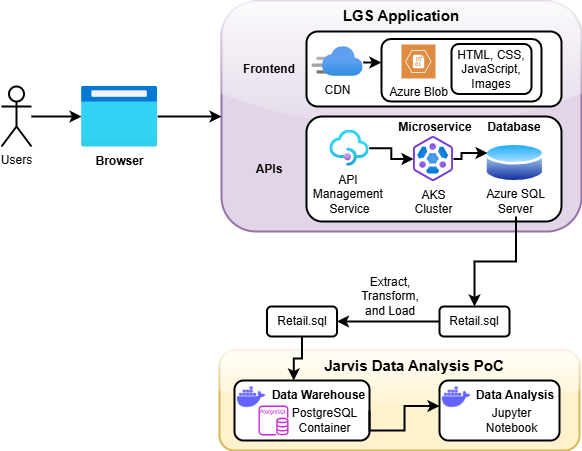 LGS Application
Frontend
CDN
Azure Blob
HTML, CSS,
JavaScript,
Images
Users
Browser
APIs
Microservice
Database
API
Management
Service
AKS
Cluster
Azure SQL
Server
Extract,
Transform,
and Load
Retail.sql
Retail.sql
Jarvis Data Analysis PoC
Data Warehouse
PostgreSQL
PostgreSQL
Container
Data Analysis
Jupyter
Notebook